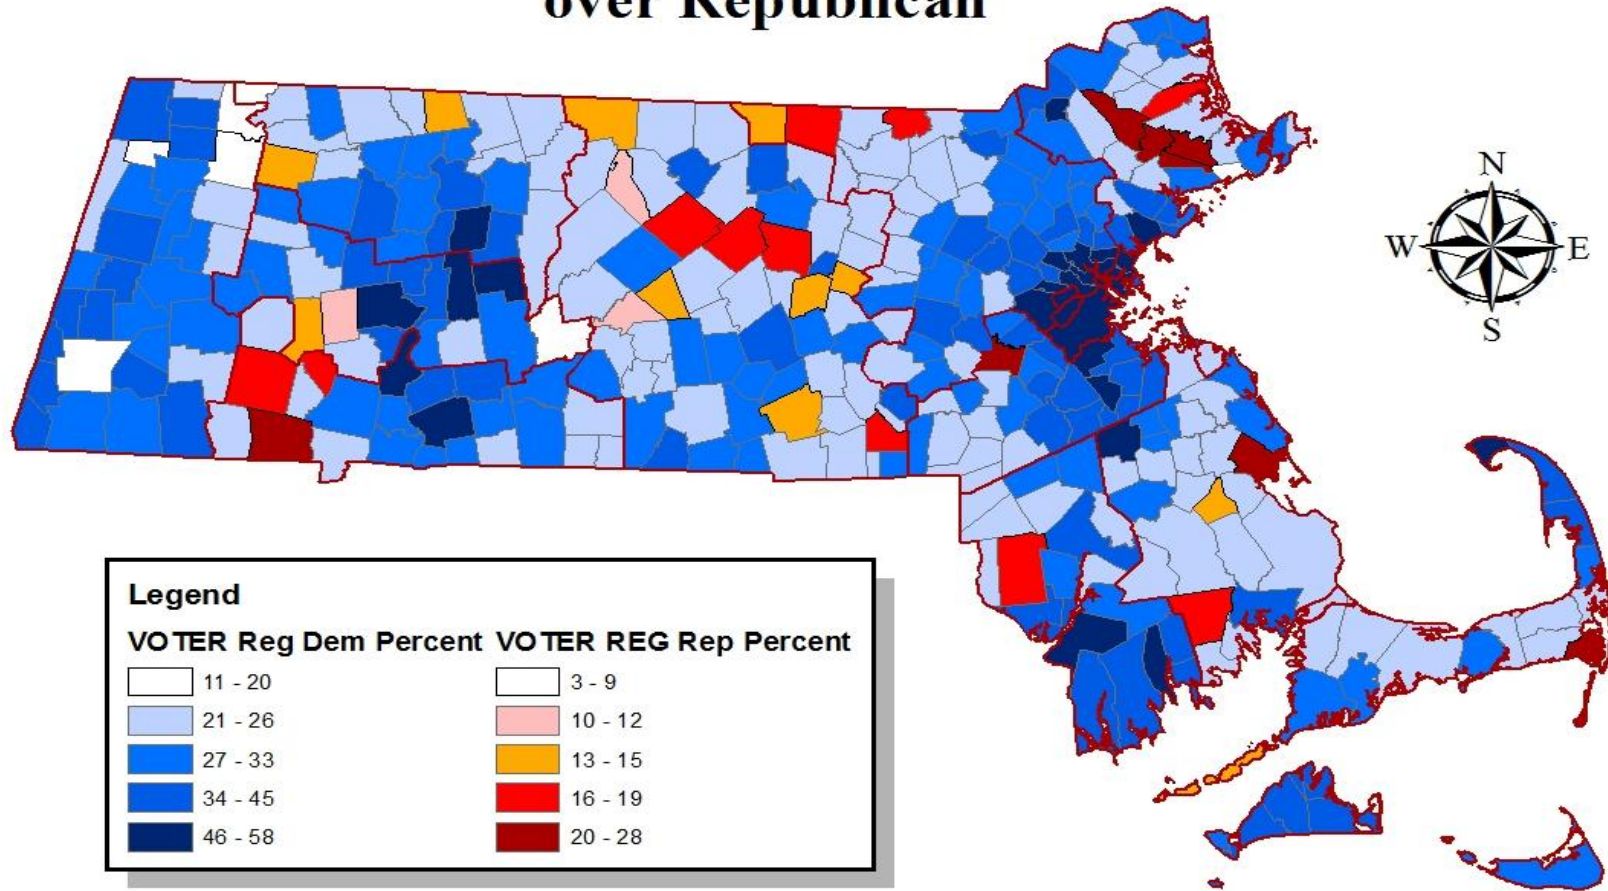 over Republican
N
W E
S
Legend
VOTER Reg Dem Percent VOTER REG Rep Percent
11 - 20 3 - 9
21 - 26 10 - 12
27 - 33 13 - 15
34 - 45 16 - 19
46 - 58 20 - 28